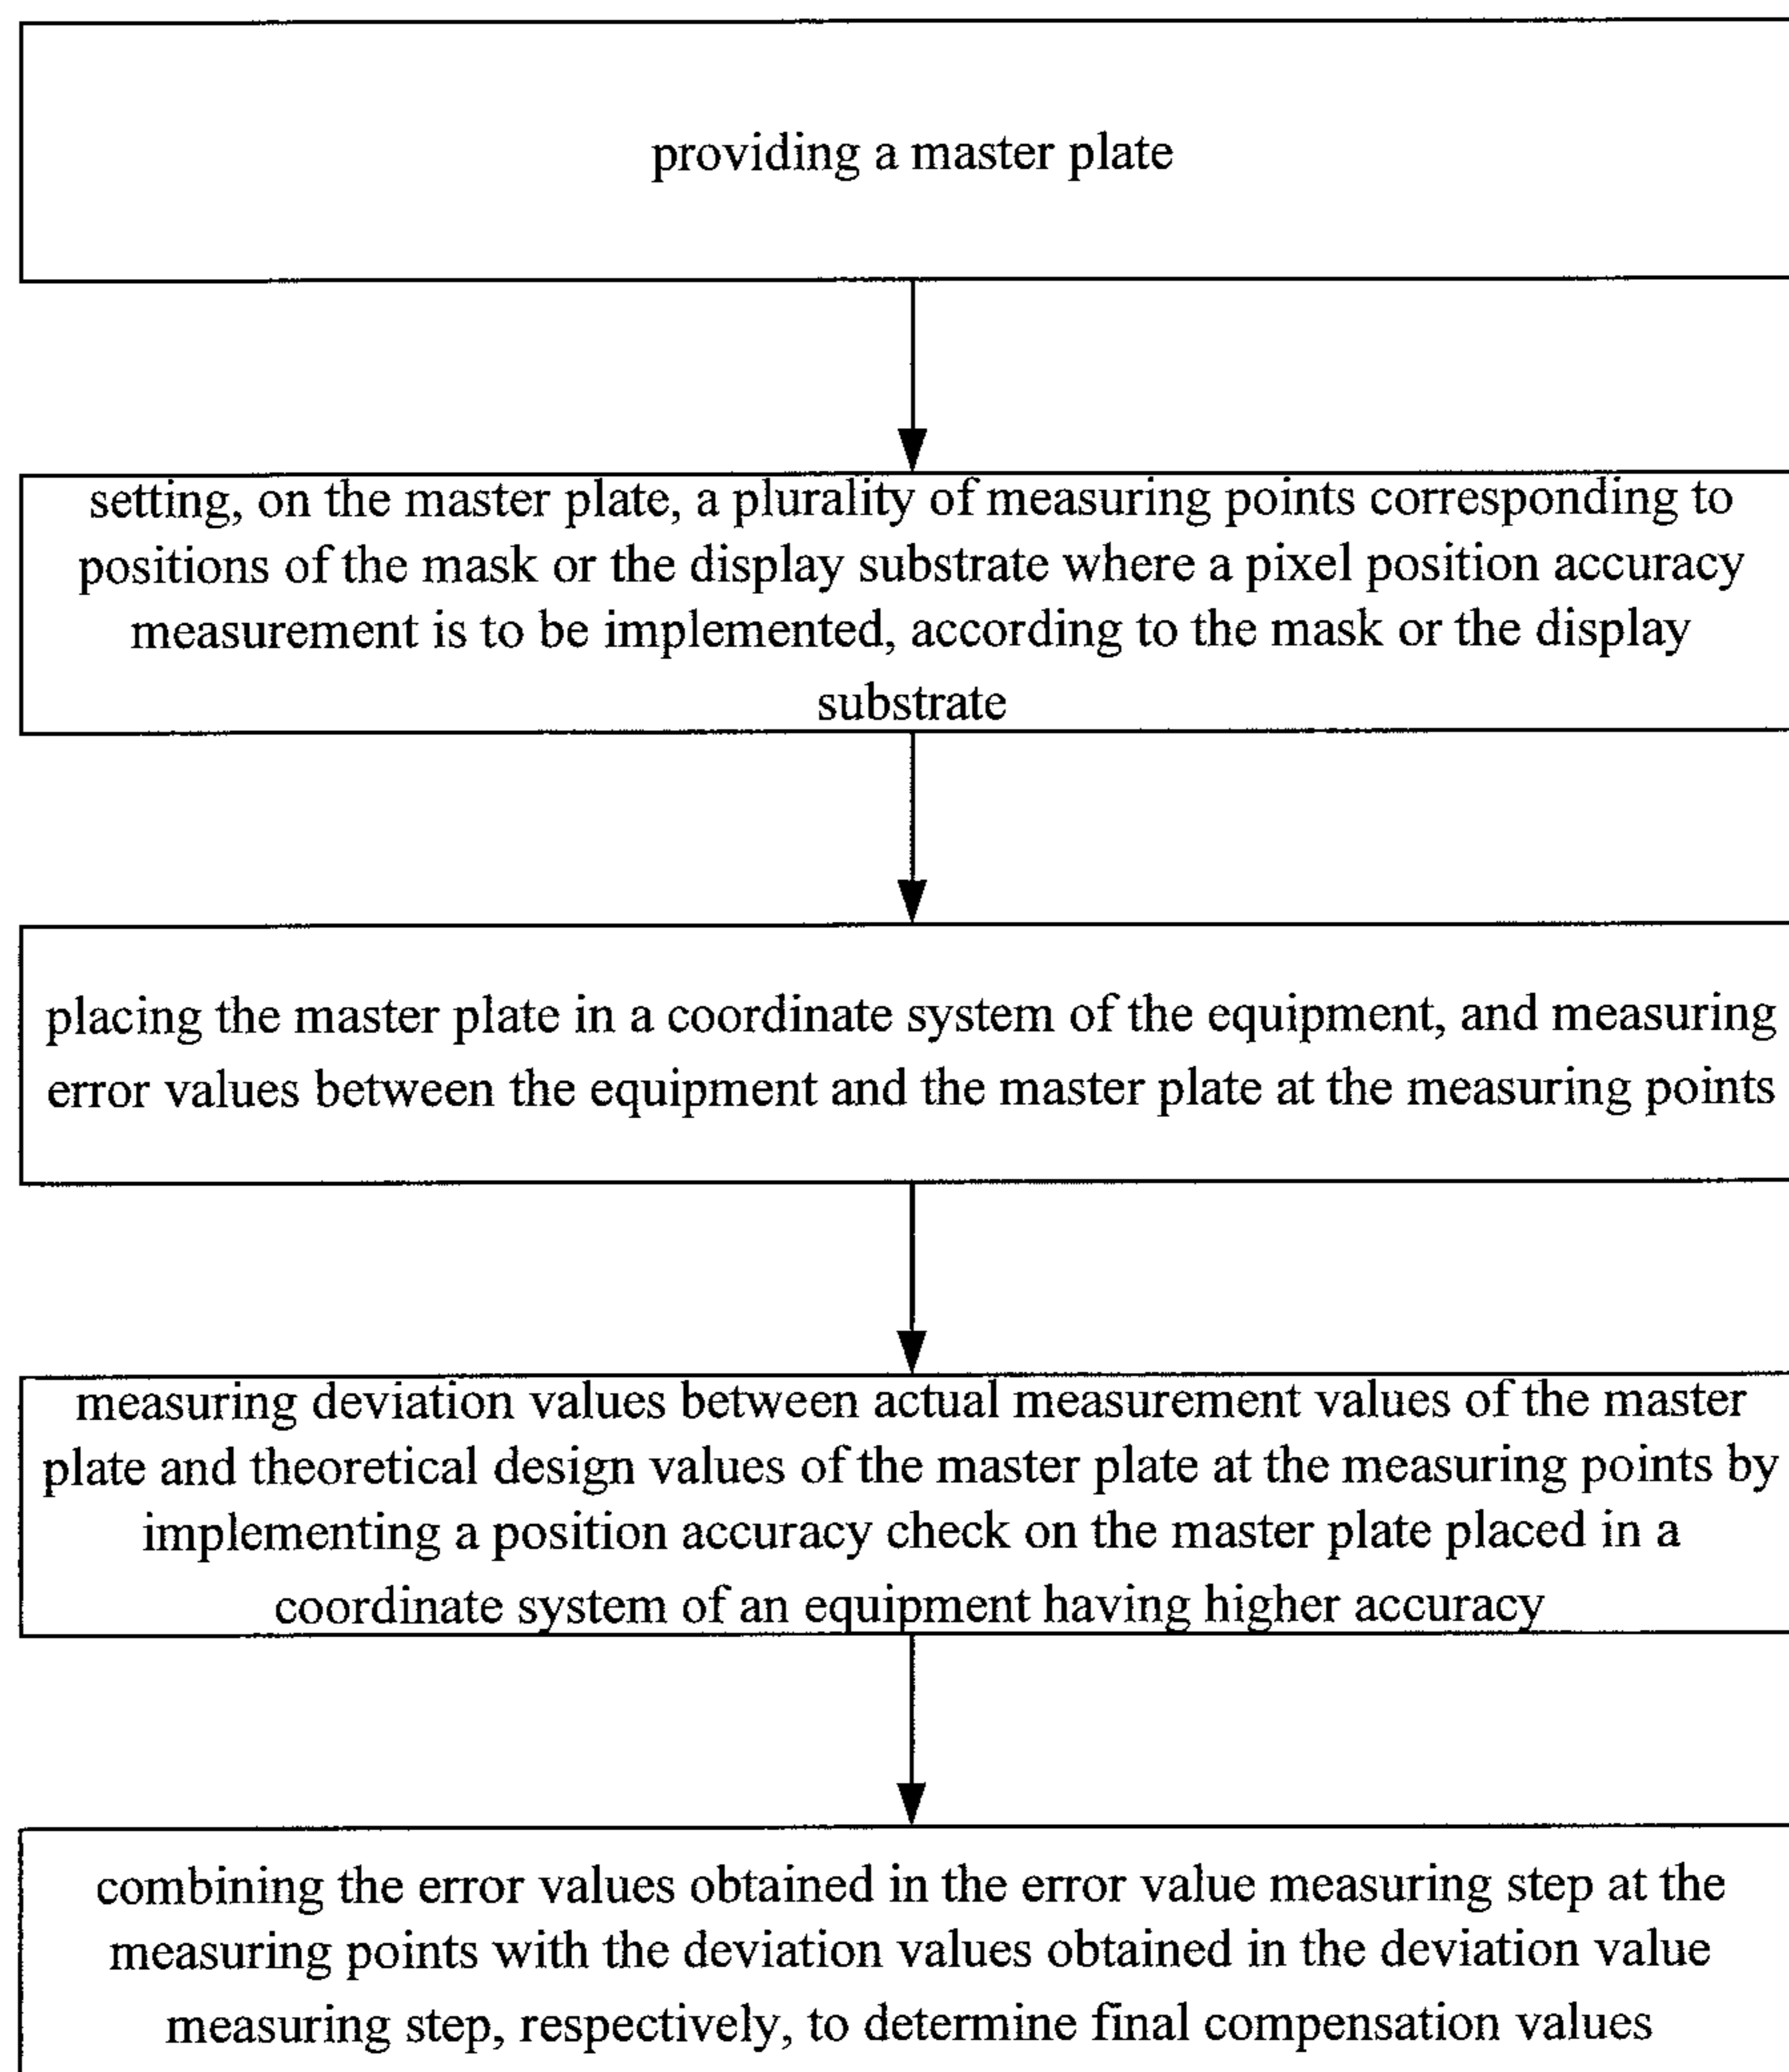 providing a master plate
setting, on the master plate, a plurality of measuring points corresponding to
positions of the mask or the display substrate where a pixel position accuracy
measurement is to be implemented, according to the mask or the display
substrate
placing the master plate in a coordinate system of the equipment, and measuring
error values between the equipment and the master plate at the measuring points
measuring deviation values between actual measurement values of the master
plate and theoretical design values of the master plate at the measuring points by
implementing a position accuracy check on the master plate placed in a
coordinate system of an equipment having higher accuracy
combining the error values obtained in the error value measuring step at the
measuring points with the deviation values obtained in the deviation value
measuring step, respectively, to determine final compensation values